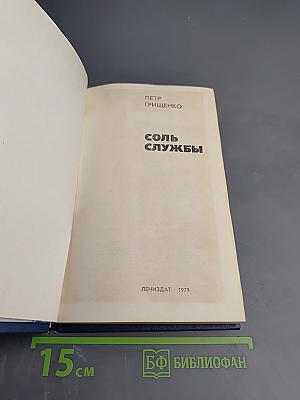 ПЕТР
ГРИЩЕНКО
СОЛЬ
СЛУЖБЫ
ЛЕНИЗДАТ · 1979
15 см
БФ БИБЛИОФАН